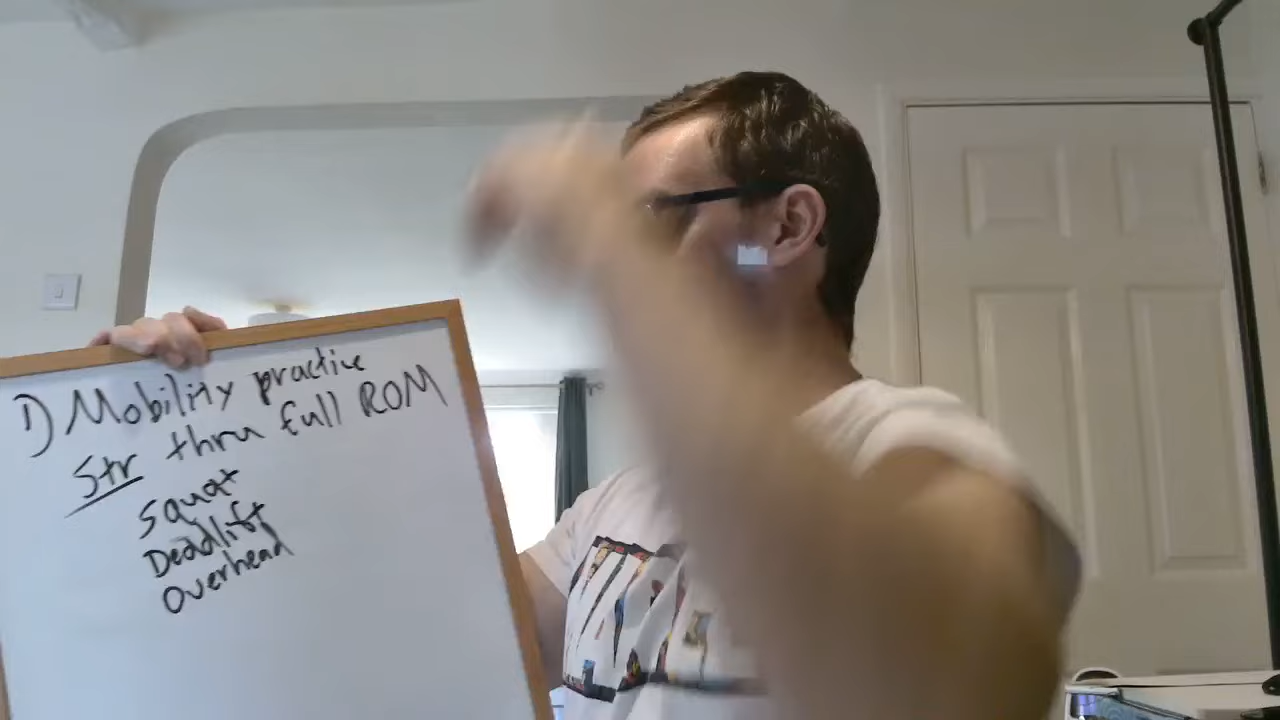 1) Mobility practice
Str thru full ROM
Squat
Deadlift
Overhead